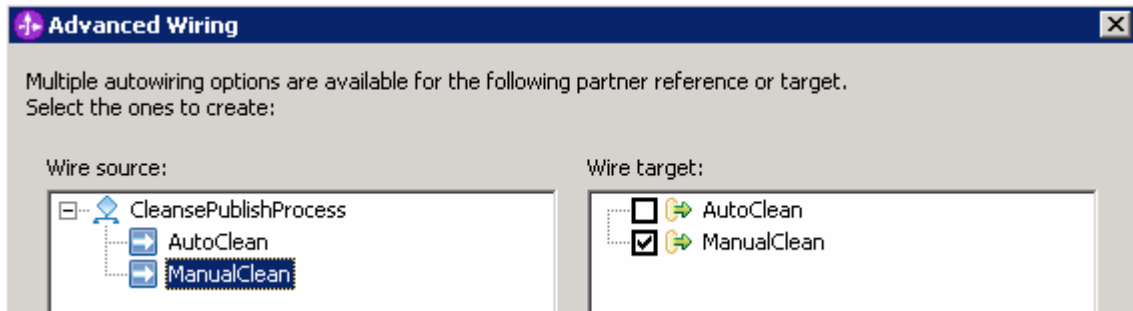 Advanced Wiring
Multiple autowiring options are available for the following partner reference or target.
Select the ones to create:
Wire source:
Wire target:
CleansePublishProcess
AutoClean
AutoClean
ManualClean
ManualClean